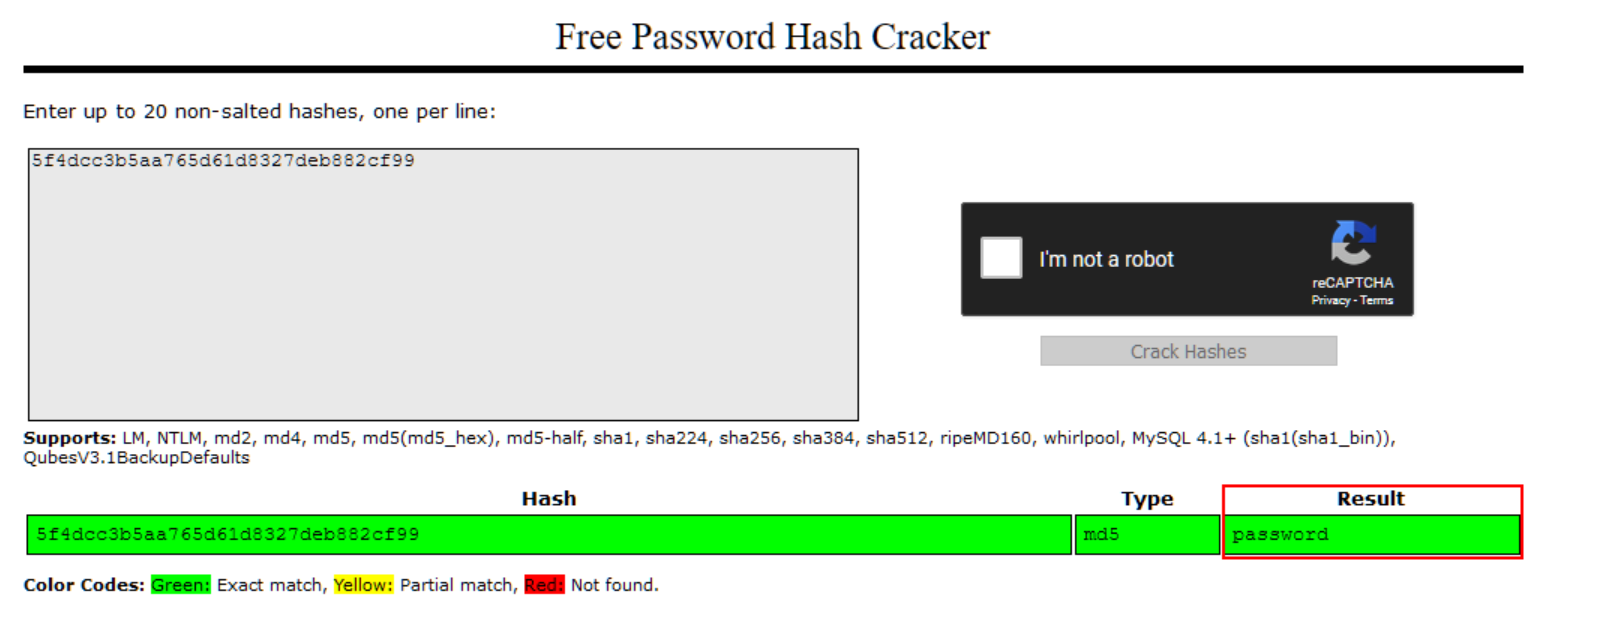 Free Password Hash Cracker
Enter up to 20 non-salted hashes, one per line:
5f4dcc3b5aa765d61d8327deb882cf99
I'm not a robot
reCAPTCHA
Privacy - Terms
Crack Hashes
Supports: LM, NTLM, md2, md4, md5, md5(md5_hex), md5-half, sha1, sha224, sha256, sha384, sha512, ripeMD160, whirlpool, MySQL 4.1+ (sha1(sha1_bin)),
QubesV3.1BackupDefaults
Hash Type Result
5f4dcc3b5aa765d61d8327deb882cf99 md5 password
Color Codes: Green: Exact match, Yellow: Partial match, Red: Not found.